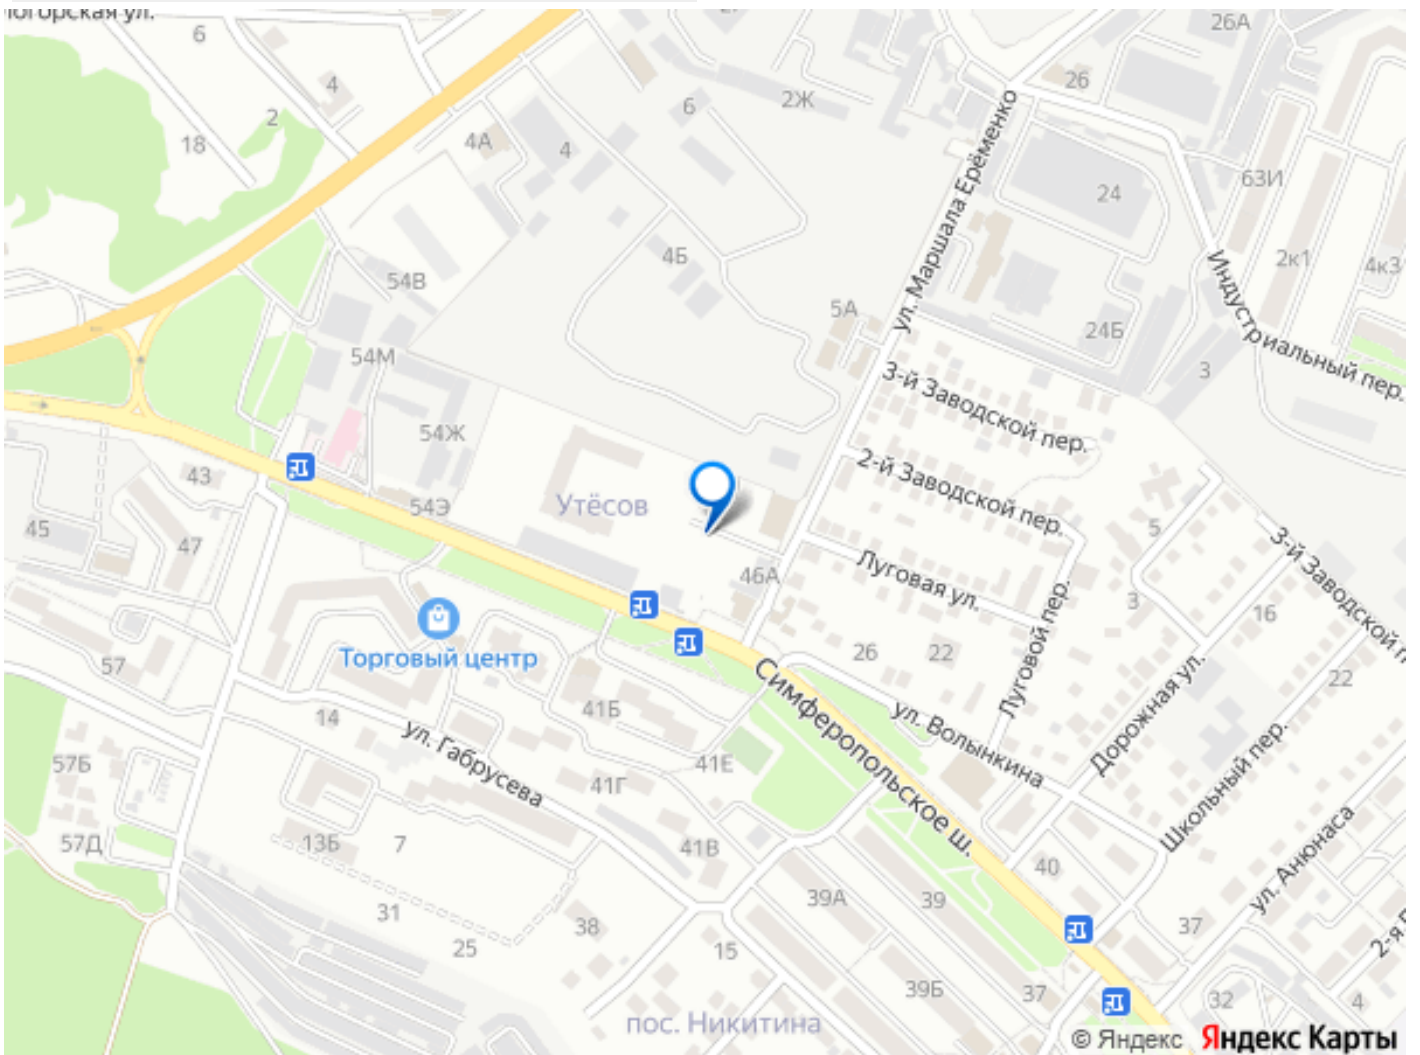 логорская ул.
6
26А
4
26
2Ж
6
2
4А
18
4
24
63И
4Б
2к1
4к3
54В
5А
ул. Маршала Ерёменко
24Б
Индустриальный пер.
54М
3
3-й Заводской пер.
54Ж
2-й Заводской пер.
43
54Э
Утёсов
5
45
47
3-й Заводской п
Луговая ул.
46А
3
16
Луговой пер.
Торговый центр
57
26
22
Дорожная ул.
22
Симферопольское ш.
14
41Б
ул. Волынкина
ул. Габрусева
57Б
41Е
41Г
Школьный пер.
57Д
13Б
7
41В
ул. Анюнаса
40
39А
39
31
38
37
25
15
2-я
39Б
37
32
4
пос. Никитина
© Яндекс Яндекс Карты